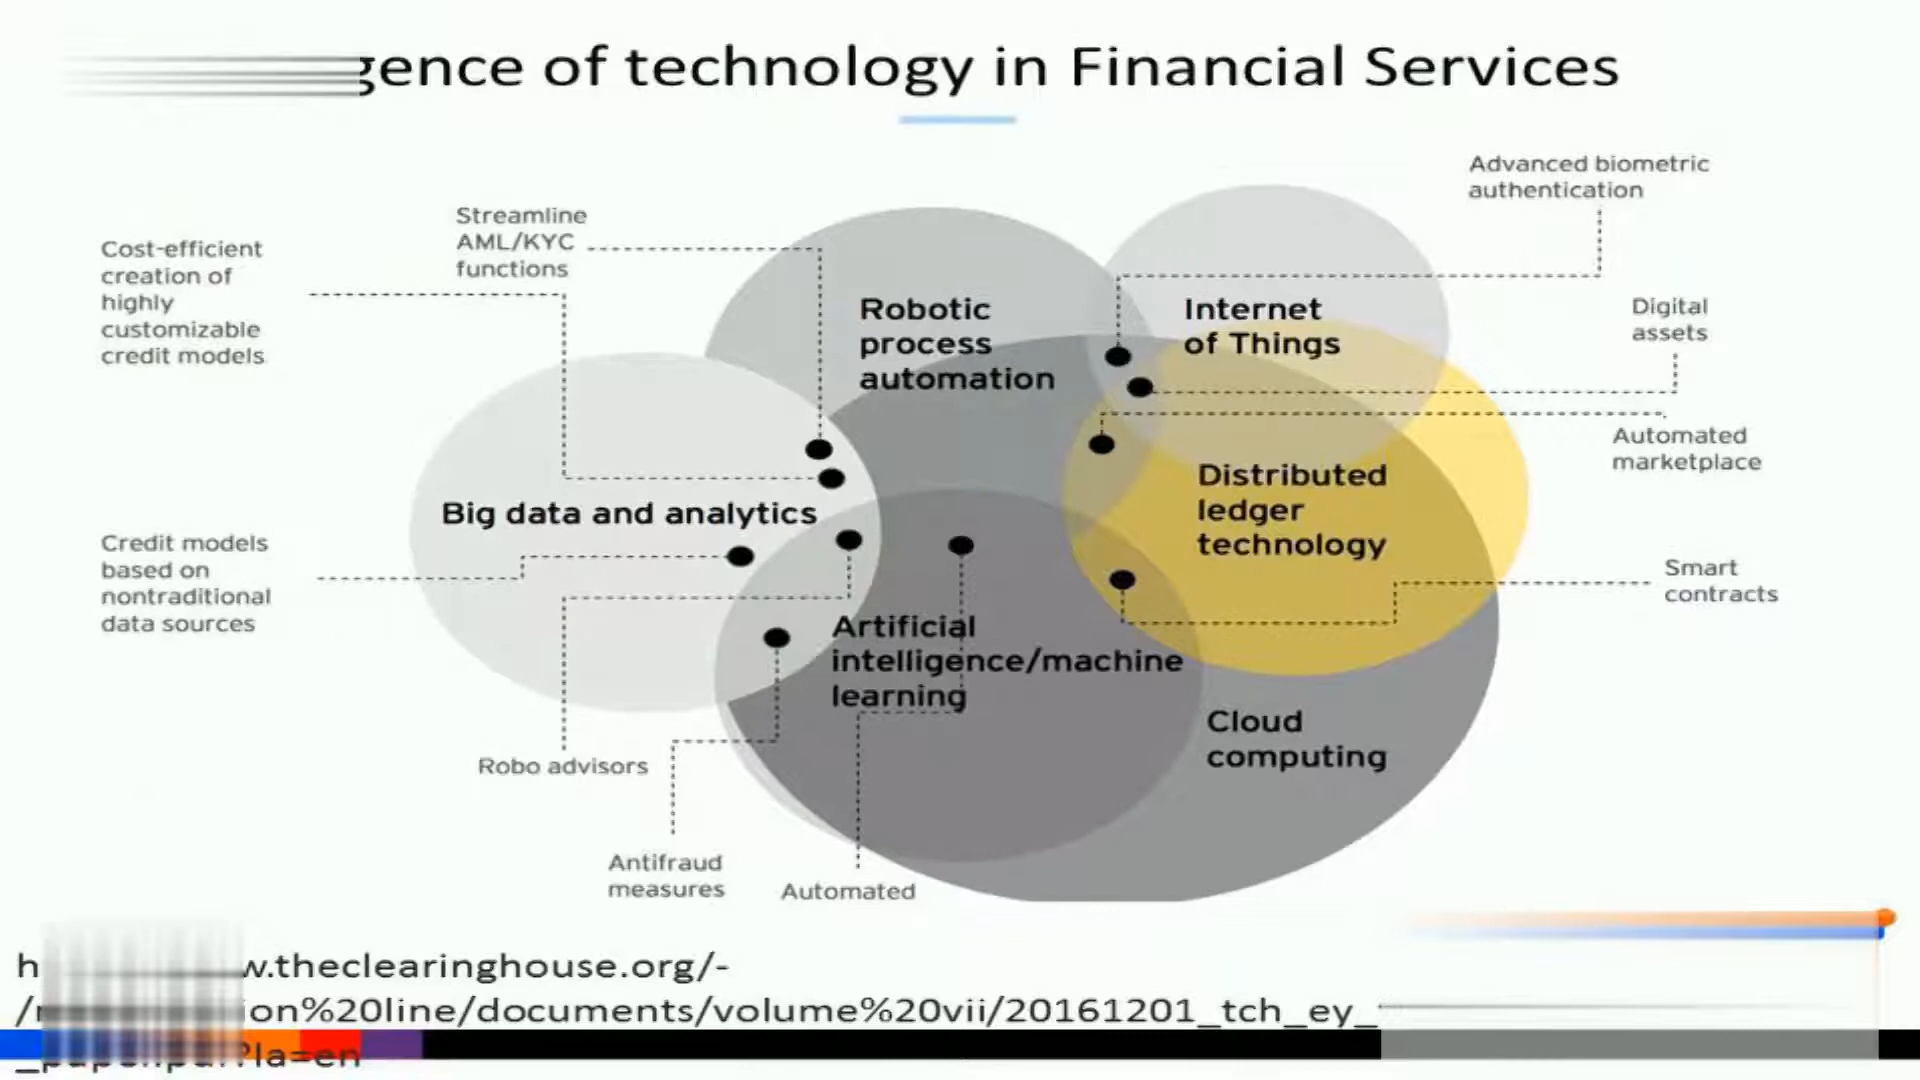 gence of technology in Financial Services
Advanced biometric
authentication
Streamline
AML/KYC
functions
Cost-efficient
creation of
highly
customizable
credit models
Robotic
process
automation
Internet
of Things
Digital
assets
Automated
marketplace
Big data and analytics
Distributed
ledger
technology
Credit models
based on
nontraditional
data sources
Smart
contracts
Artificial
intelligence/machine
learning
Cloud
computing
Robo advisors
Antifraud
measures
Automated
w.theclearinghouse.org/-
ion%20line/documents/volume%20vii/20161201_tch_ey_
?la=en